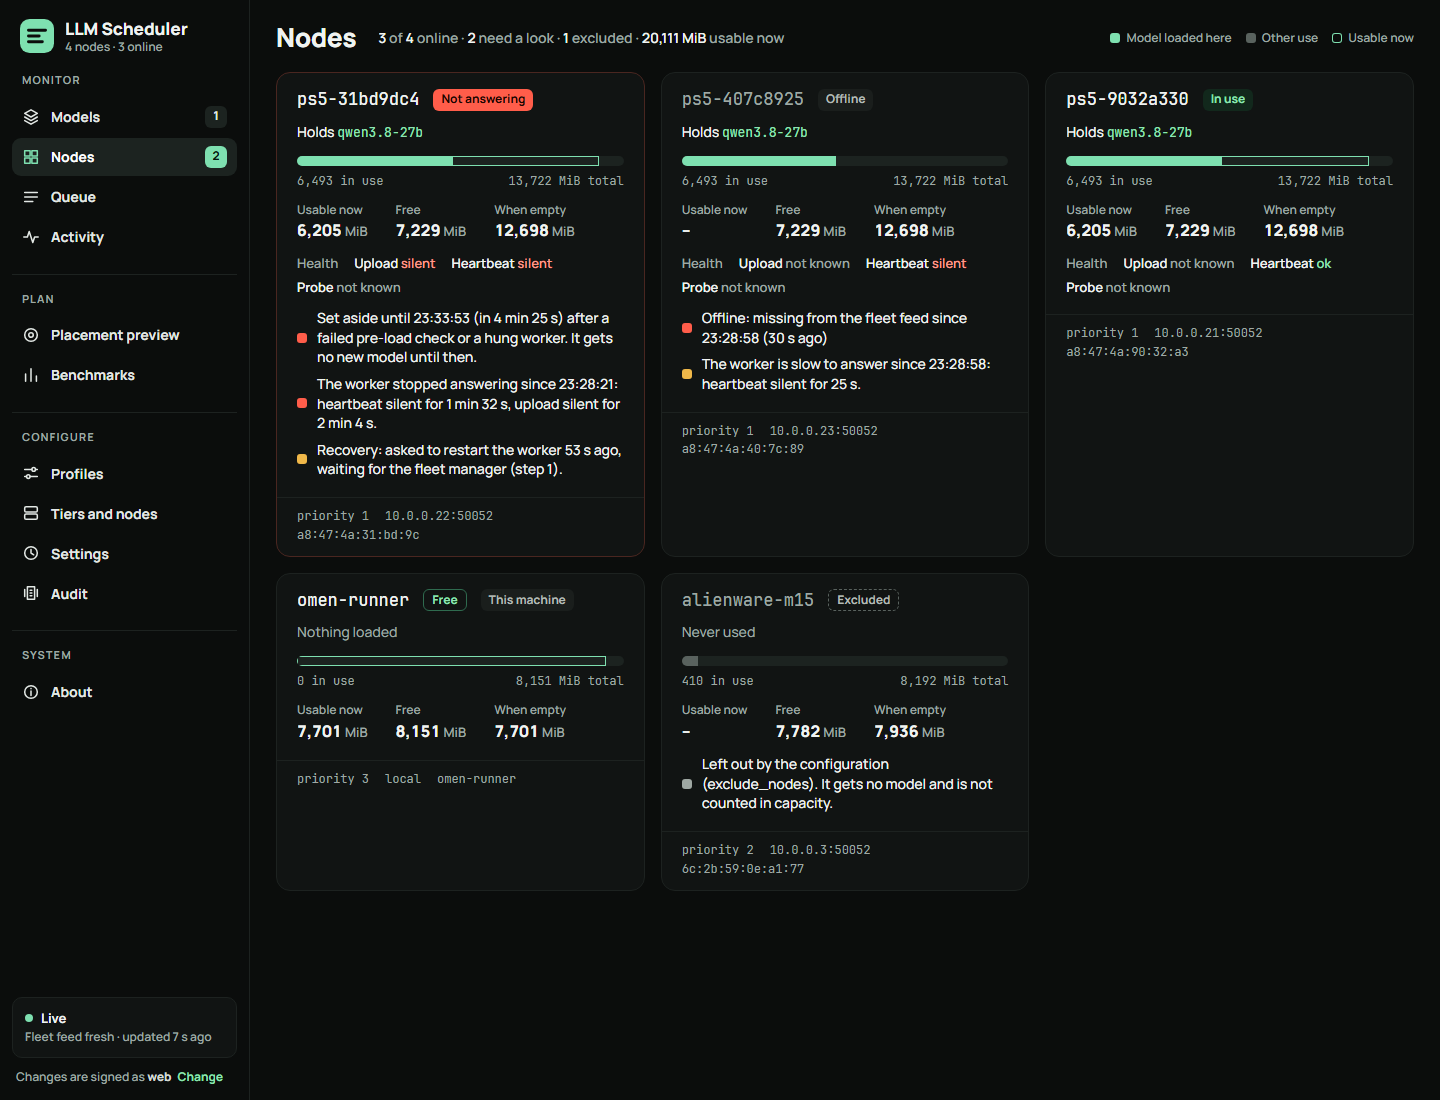 LLM Scheduler
4 nodes · 3 online
MONITOR
Models 1
Nodes 2
Queue
Activity
PLAN
Placement preview
Benchmarks
CONFIGURE
Profiles
Tiers and nodes
Settings
Audit
SYSTEM
About
Live
Fleet feed fresh · updated 7 s ago
Changes are signed as web Change
Nodes 3 of 4 online · 2 need a look · 1 excluded · 20,111 MiB usable now
Model loaded here Other use Usable now
ps5-31bd9dc4 Not answering
Holds qwen3.8-27b
6,493 in use 13,722 MiB total
Usable now Free When empty
6,205 MiB 7,229 MiB 12,698 MiB
Health Upload silent Heartbeat silent
Probe not known
Set aside until 23:33:53 (in 4 min 25 s) after a
failed pre-load check or a hung worker. It gets
no new model until then.
The worker stopped answering since 23:28:21:
heartbeat silent for 1 min 32 s, upload silent for
2 min 4 s.
Recovery: asked to restart the worker 53 s ago,
waiting for the fleet manager (step 1).
priority 1 10.0.0.22:50052
a8:47:4a:31:bd:9c
ps5-407c8925 Offline
Holds qwen3.8-27b
6,493 in use 13,722 MiB total
Usable now Free When empty
– 7,229 MiB 12,698 MiB
Health Upload not known Heartbeat silent
Probe not known
Offline: missing from the fleet feed since
23:28:58 (30 s ago)
The worker is slow to answer since 23:28:58:
heartbeat silent for 25 s.
priority 1 10.0.0.23:50052
a8:47:4a:40:7c:89
ps5-9032a330 In use
Holds qwen3.8-27b
6,493 in use 13,722 MiB total
Usable now Free When empty
6,205 MiB 7,229 MiB 12,698 MiB
Health Upload not known Heartbeat ok
Probe not known
priority 1 10.0.0.21:50052
a8:47:4a:90:32:a3
omen-runner Free This machine
Nothing loaded
0 in use 8,151 MiB total
Usable now Free When empty
7,701 MiB 8,151 MiB 7,701 MiB
priority 3 local omen-runner
alienware-m15 Excluded
Never used
410 in use 8,192 MiB total
Usable now Free When empty
– 7,782 MiB 7,936 MiB
Left out by the configuration
(exclude_nodes). It gets no model and is not
counted in capacity.
priority 2 10.0.0.3:50052
6c:2b:59:0e:a1:77